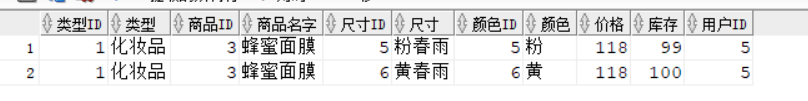 类型ID 类型 商品ID 商品名字 尺寸ID 尺寸 颜色ID 颜色 价格 库存 用户ID
1 1 化妆品 3 蜂蜜面膜 5 粉春雨 5 粉 118 99 5
2 1 化妆品 3 蜂蜜面膜 6 黄春雨 6 黄 118 100 5